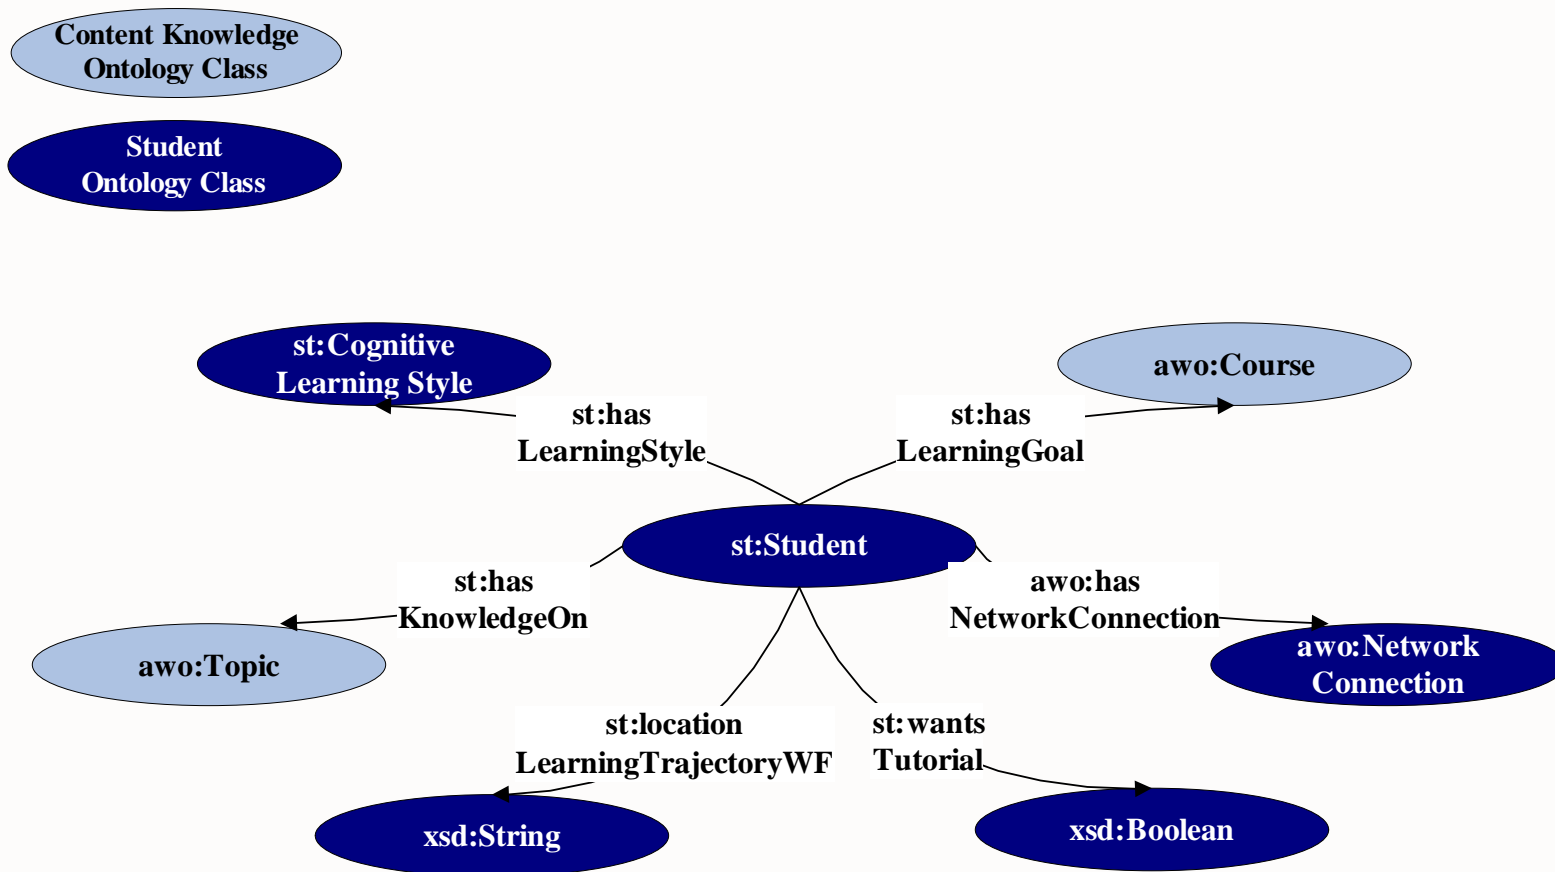 Content Knowledge
Ontology Class
Student
Ontology Class
st:Cognitive
Learning Style
awo:Course
st:has
LearningStyle
st:has
LearningGoal
st:Student
st:has
KnowledgeOn
awo:has
NetworkConnection
awo:Topic
awo:Network
Connection
st:location
LearningTrajectoryWF
st:wants
Tutorial
xsd:String
xsd:Boolean